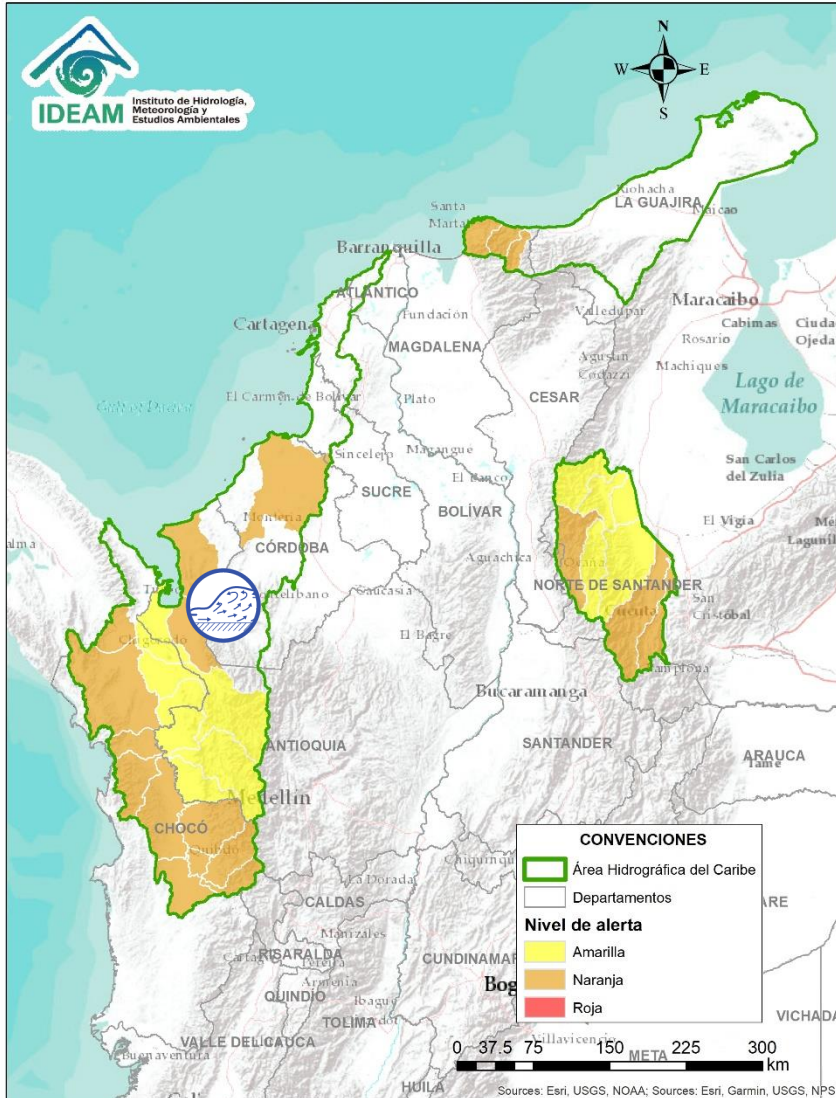 IDEAM
Instituto de Hidrología,
Meteorología y
Estudios Ambientales
N
W
E
S
Riohacha
LA GUAJIRA
Maicao
Santa
Marta
Barranquilla
ATLÁNTICO
Fundación
Cartagena
Valledupar
Maracaibo
Cabimas
Ciudad
Ojeda
Rosario
MAGDALENA
Machiques
Agustín
Codazzi
Lago de
Maracaibo
El Carmen de Bolívar
Plato
CESAR
San Carlos
del Zulia
Sincelejo
Magangue
El Banco
SUCRE
BOLÍVAR
El Vigía
Montería
CÓRDOBA
Aguachica
Ocaña
NORTE DE SANTANDER
Caucasia
Cúcuta
San
Cristóbal
El Bagre
Chigorodó
Bucaramanga
ANTIOQUIA
SANTANDER
ARAUCA
Tame
Medellín
CHOCÓ
Quibdó
La Dorada
CALDAS
Manizales
RISARALDA
Pereira
Armenia
QUINDÍO
Ibagué
TOLIMA
VALLE DEL CAUCA
Buenaventura
HUILA
Villavicencio
META
VICHADA
CONVENCIONES
Área Hidrográfica del Caribe
Departamentos
Nivel de alerta
Amarilla
Naranja
Roja
0 37.5 75 150 225 300
km
Sources: Esri, USGS, NOAA; Sources: Esri, Garmin, USGS, NPS